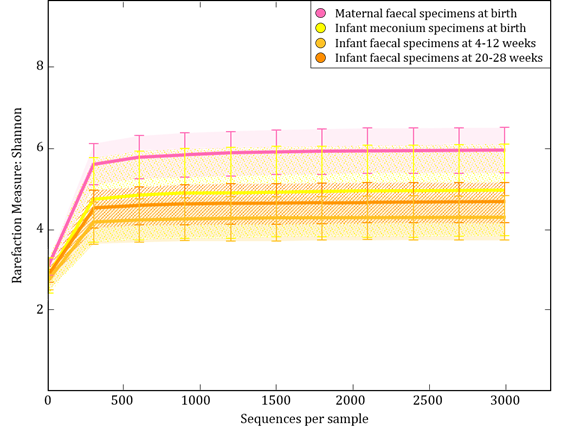 Maternal faecal specimens at birth
Infant meconium specimens at birth
Infant faecal specimens at 4-12 weeks
Infant faecal specimens at 20-28 weeks
8
6
4
2
0
Rarefaction Measure: Shannon
0
500
1000
1500
2000
2500
3000
Sequences per sample